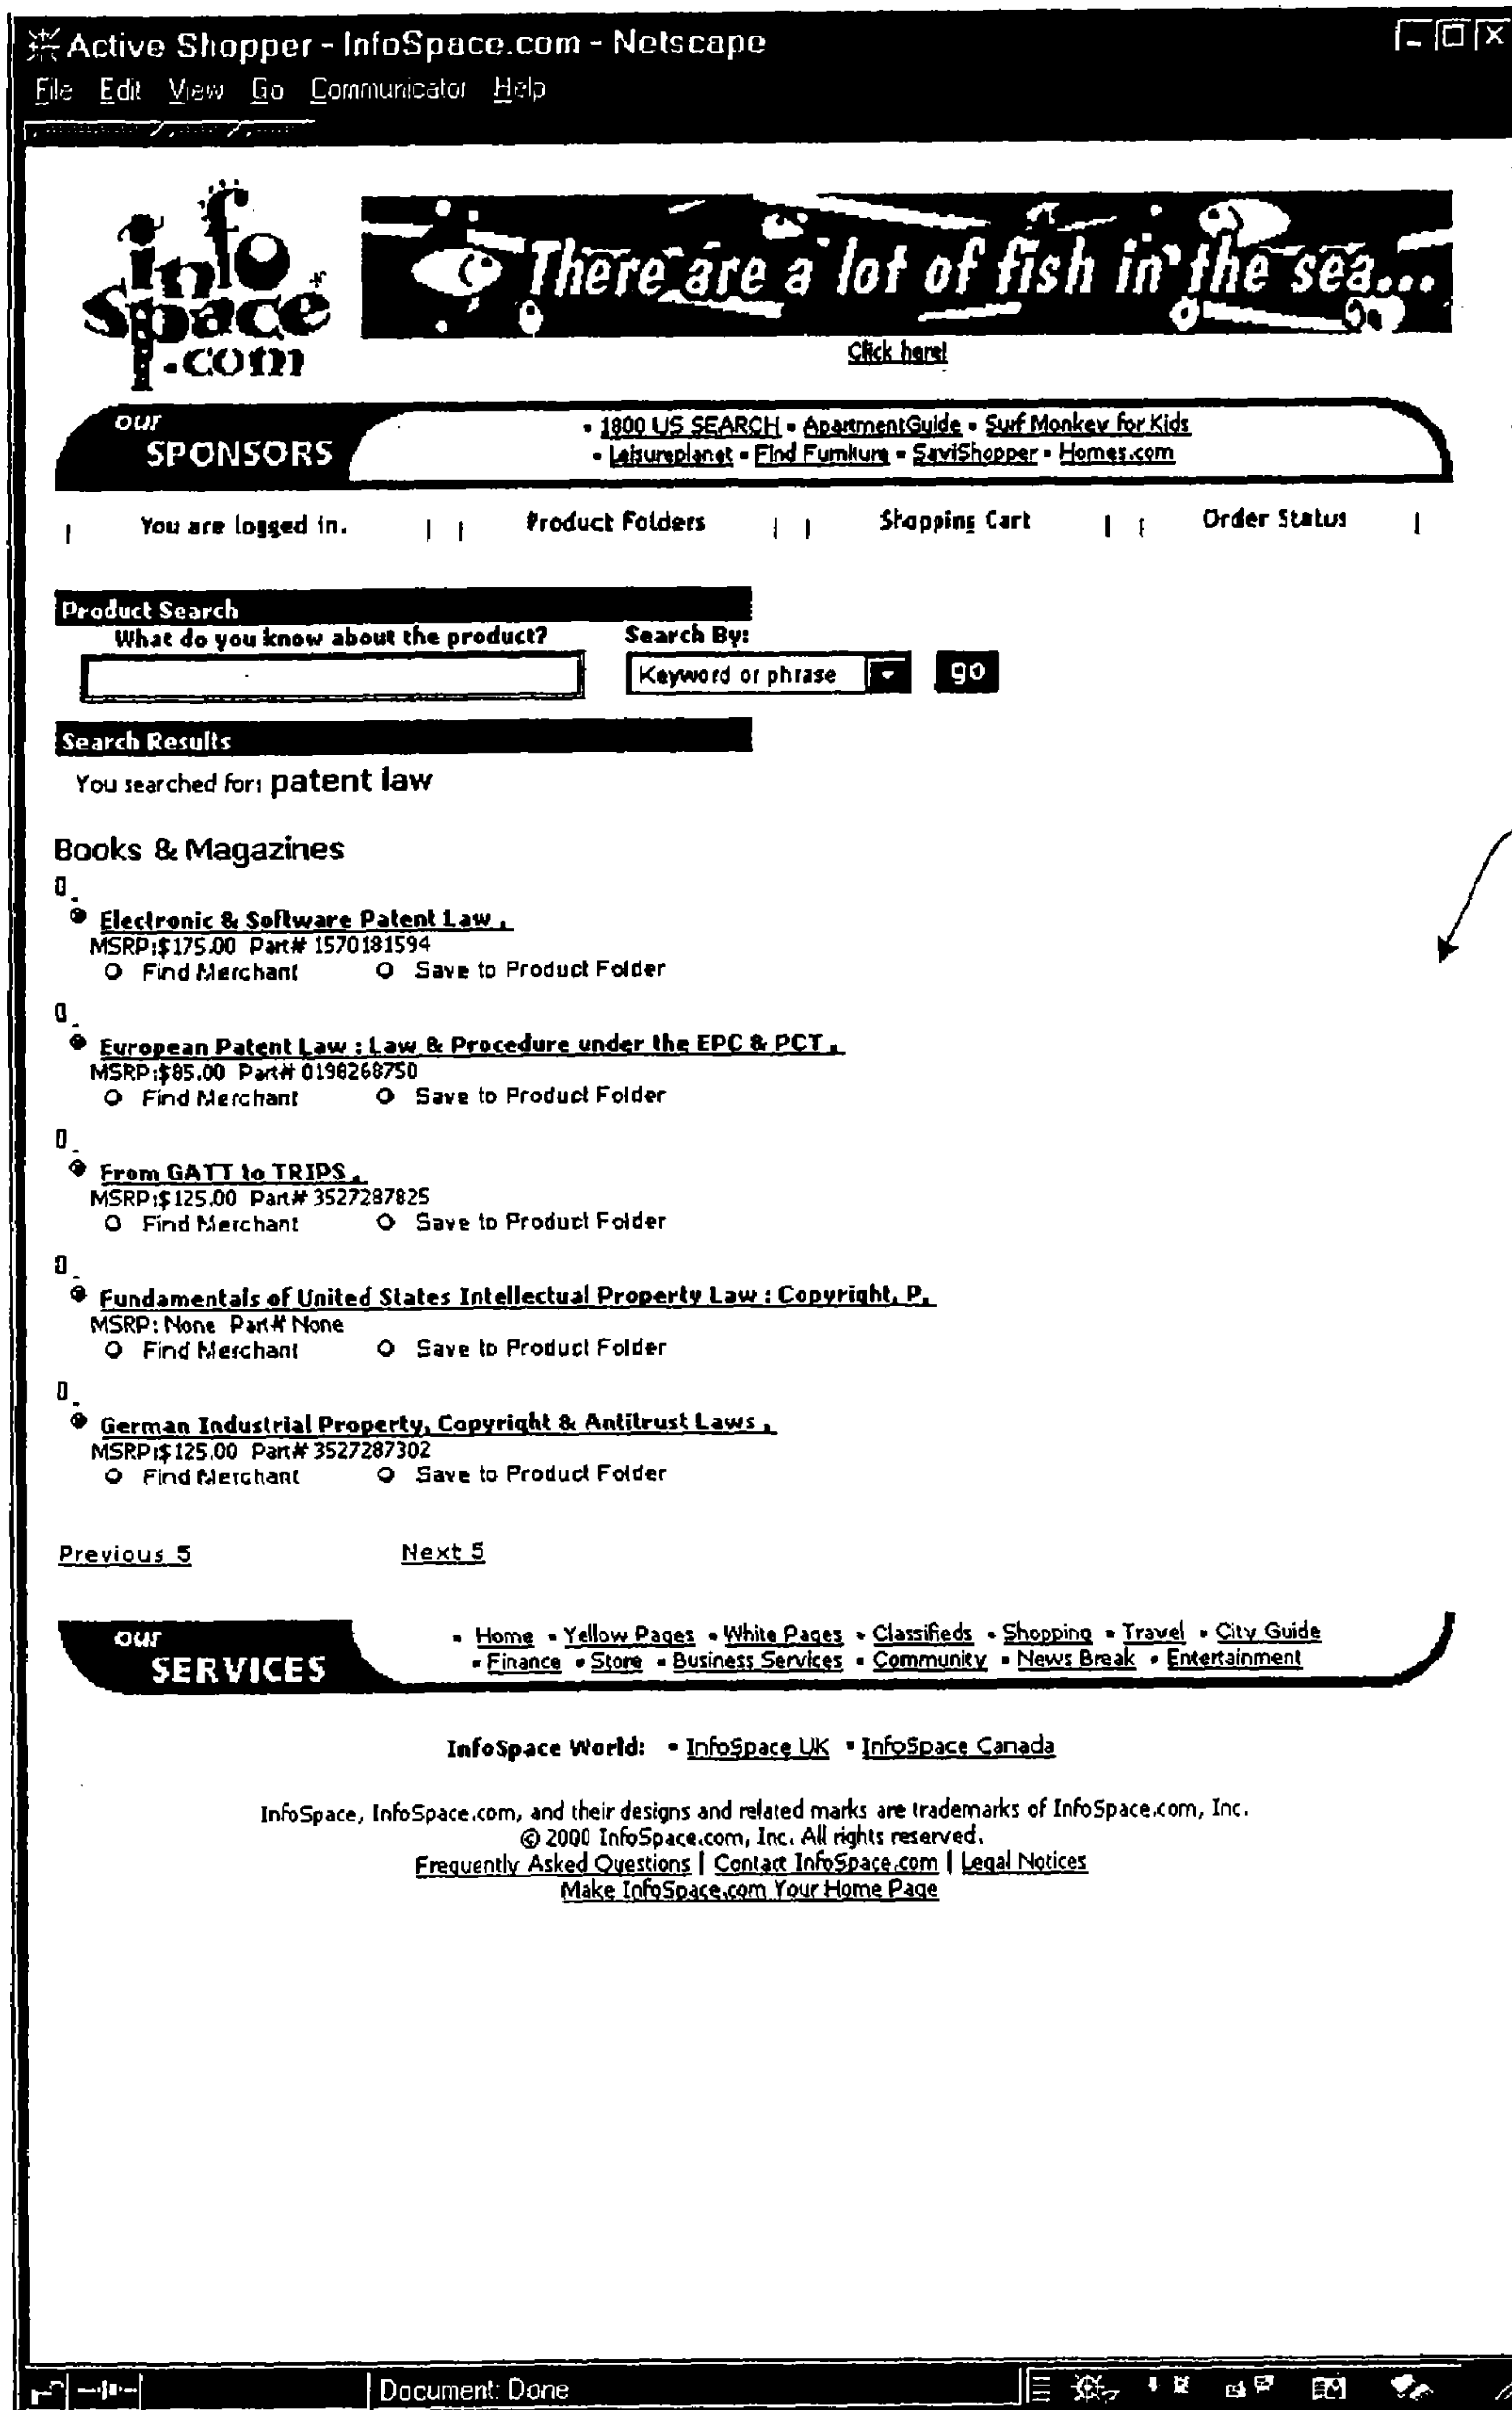 Active Shopper - InfoSpace.com - Netscape
File Edit View Go Communicator Help
info
space
.com
There are a lot of fish in the sea...
Click here!
our
SPONSORS
▪ 1800 US SEARCH ▪ ApartmentGuide ▪ Surf Monkey for Kids
▪ Leisureplanet ▪ Find Furniture ▪ SaviShopper ▪ Homes.com
| You are logged in. | | Product Folders | | Shopping Cart | | Order Status |
Product Search
What do you know about the product? Search By:
Keyword or phrase go
Search Results
You searched for: patent law
Books & Magazines
Electronic & Software Patent Law .
MSRP:$175.00 Part# 1570181594
Find Merchant Save to Product Folder
European Patent Law : Law & Procedure under the EPC & PCT .
MSRP:$85.00 Part# 0198268750
Find Merchant Save to Product Folder
From GATT to TRIPS .
MSRP:$125.00 Part# 3527287825
Find Merchant Save to Product Folder
Fundamentals of United States Intellectual Property Law : Copyright, P.
MSRP: None Part# None
Find Merchant Save to Product Folder
German Industrial Property, Copyright & Antitrust Laws .
MSRP:$125.00 Part# 3527287302
Find Merchant Save to Product Folder
Previous 5 Next 5
our
SERVICES
▪ Home ▪ Yellow Pages ▪ White Pages ▪ Classifieds ▪ Shopping ▪ Travel ▪ City Guide
▪ Finance ▪ Store ▪ Business Services ▪ Community ▪ News Break ▪ Entertainment
InfoSpace World: ▪ InfoSpace UK ▪ InfoSpace Canada
InfoSpace, InfoSpace.com, and their designs and related marks are trademarks of InfoSpace.com, Inc.
© 2000 InfoSpace.com, Inc. All rights reserved.
Frequently Asked Questions | Contact InfoSpace.com | Legal Notices
Make InfoSpace.com Your Home Page
Document: Done